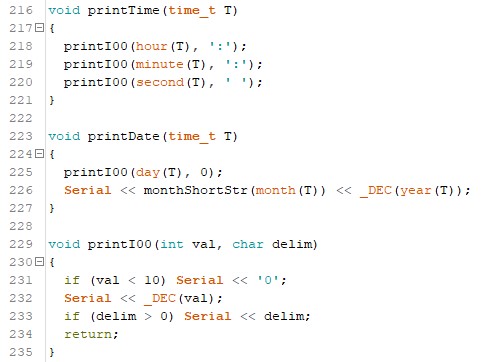 216 void printTime(time_t T)
217 {
218   printI00(hour(T), ':');
219   printI00(minute(T), ':');
220   printI00(second(T), ' ');
221 }
222
223 void printDate(time_t T)
224 {
225   printI00(day(T), 0);
226   Serial << monthShortStr(month(T)) << _DEC(year(T));
227 }
228
229 void printI00(int val, char delim)
230 {
231   if (val < 10) Serial << '0';
232   Serial << _DEC(val);
233   if (delim > 0) Serial << delim;
234   return;
235 }